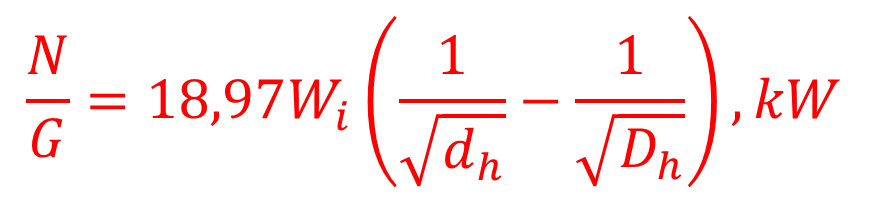 N/G = 18,97W_i (1/√d_h − 1/√D_h), kW